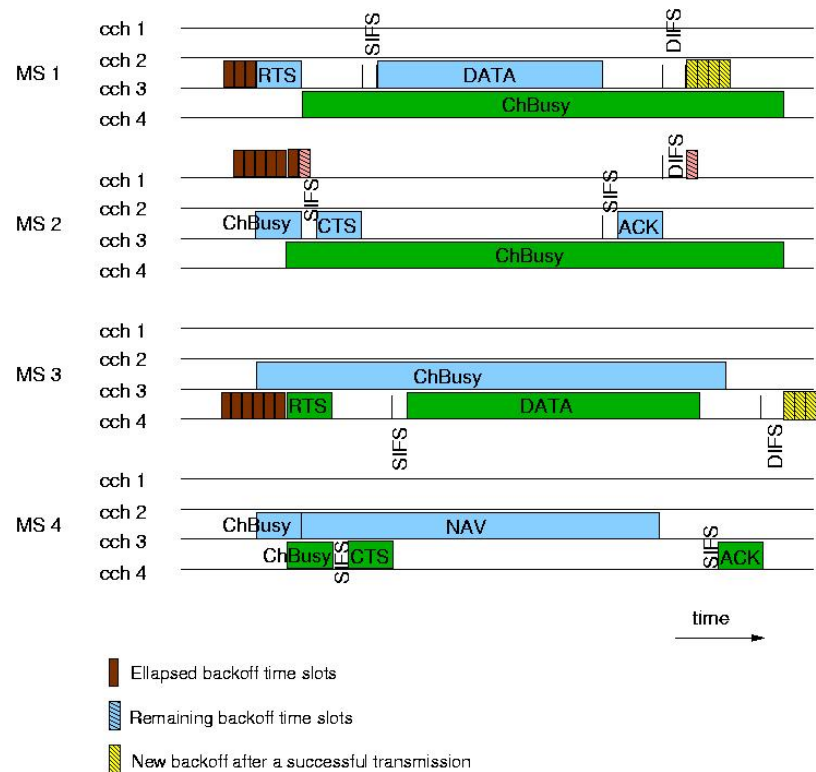 cch 1
SIFS
DIFS
cch 2
MS 1
RTS
DATA
cch 3
ChBusy
cch 4
DIFS
cch 1
SIFS
SIFS
cch 2
MS 2
ChBusy
CTS
ACK
cch 3
ChBusy
cch 4
cch 1
cch 2
MS 3
ChBusy
cch 3
RTS
DATA
cch 4
SIFS
DIFS
cch 1
cch 2
MS 4
ChBusy
NAV
cch 3
ChBusy
SIFS
CTS
SIFS
ACK
cch 4
time
Ellapsed backoff time slots
Remaining backoff time slots
New backoff after a successful transmission